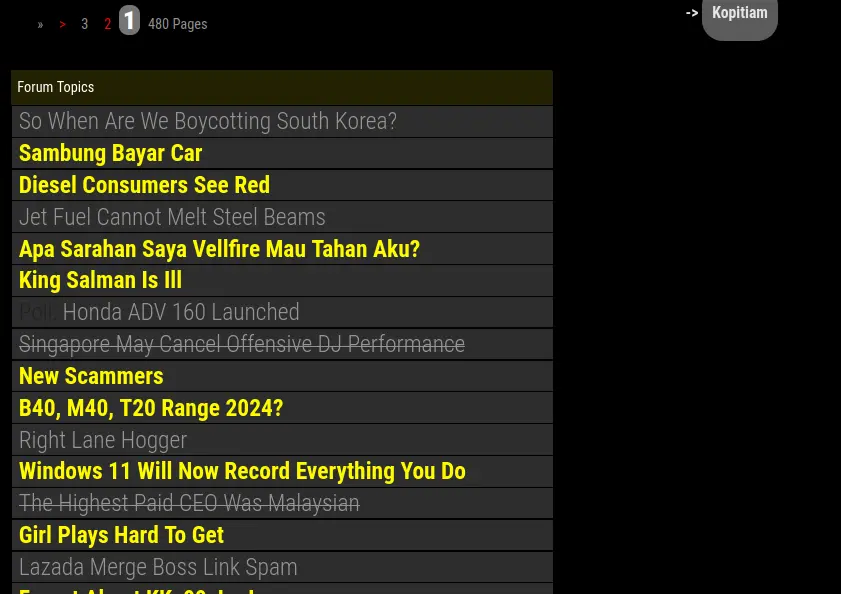 » > 3 2 1 480 Pages
-> Kopitiam
Forum Topics
So When Are We Boycotting South Korea?
Sambung Bayar Car
Diesel Consumers See Red
Jet Fuel Cannot Melt Steel Beams
Apa Sarahan Saya Vellfire Mau Tahan Aku?
King Salman Is Ill
Poll: Honda ADV 160 Launched
Singapore May Cancel Offensive DJ Performance
New Scammers
B40, M40, T20 Range 2024?
Right Lane Hogger
Windows 11 Will Now Record Everything You Do
The Highest Paid CEO Was Malaysian
Girl Plays Hard To Get
Lazada Merge Boss Link Spam